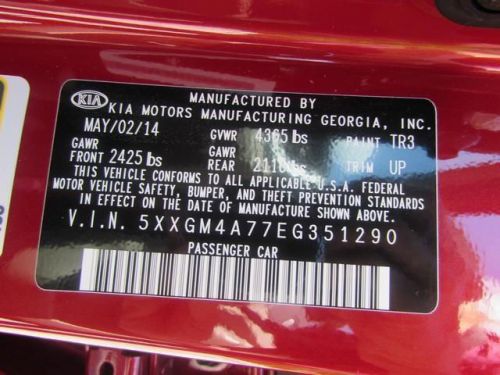 KIA
MANUFACTURED BY
KIA MOTORS MANUFACTURING GEORGIA, INC.
MAY/02/14 GVWR 4365 lbs PAINT TR3
GAWR GAWR
FRONT 2425 lbs REAR lbs TRIM UP
THIS VEHICLE CONFORMS TO ALL APPLICABLE U.S.A. FEDERAL
MOTOR VEHICLE SAFETY, BUMPER, AND THEFT PREVENTION STANDARDS
IN EFFECT ON THE DATE OF MANUFACTURE SHOWN ABOVE.
V.I.N. 5XXGM4A77EG351290
PASSENGER CAR